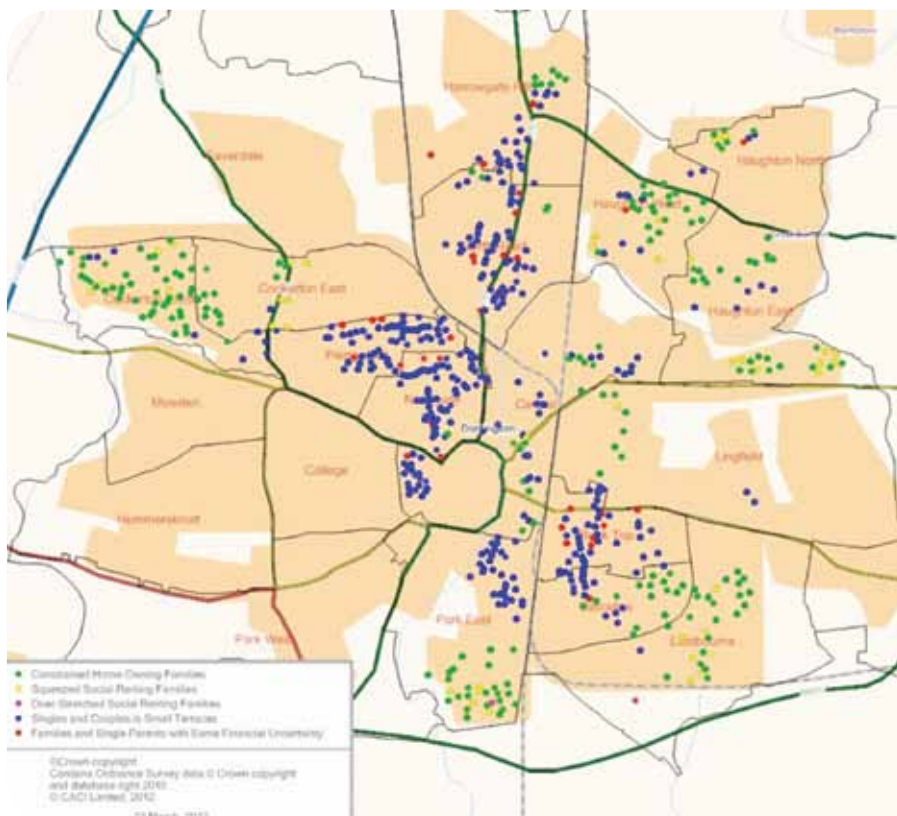 Harrowgate Hill
Haughton North
Faverdale
Haughton West
Cockerton East
Haughton East
Mowden
Central
Darlington
College
Lingfield
Hummersknott
Park East
Lascelles
Park West
Eastbourne
Constrained Home Owning Families
Squeezed Social Renting Families
Over Stretched Social Renting Families
Singles and Couples in Small Terraces
Families and Single Parents with Some Financial Uncertainty
©Crown copyright
Contains Ordnance Survey data © Crown copyright
and database right 2010
© CACI Limited, 2012